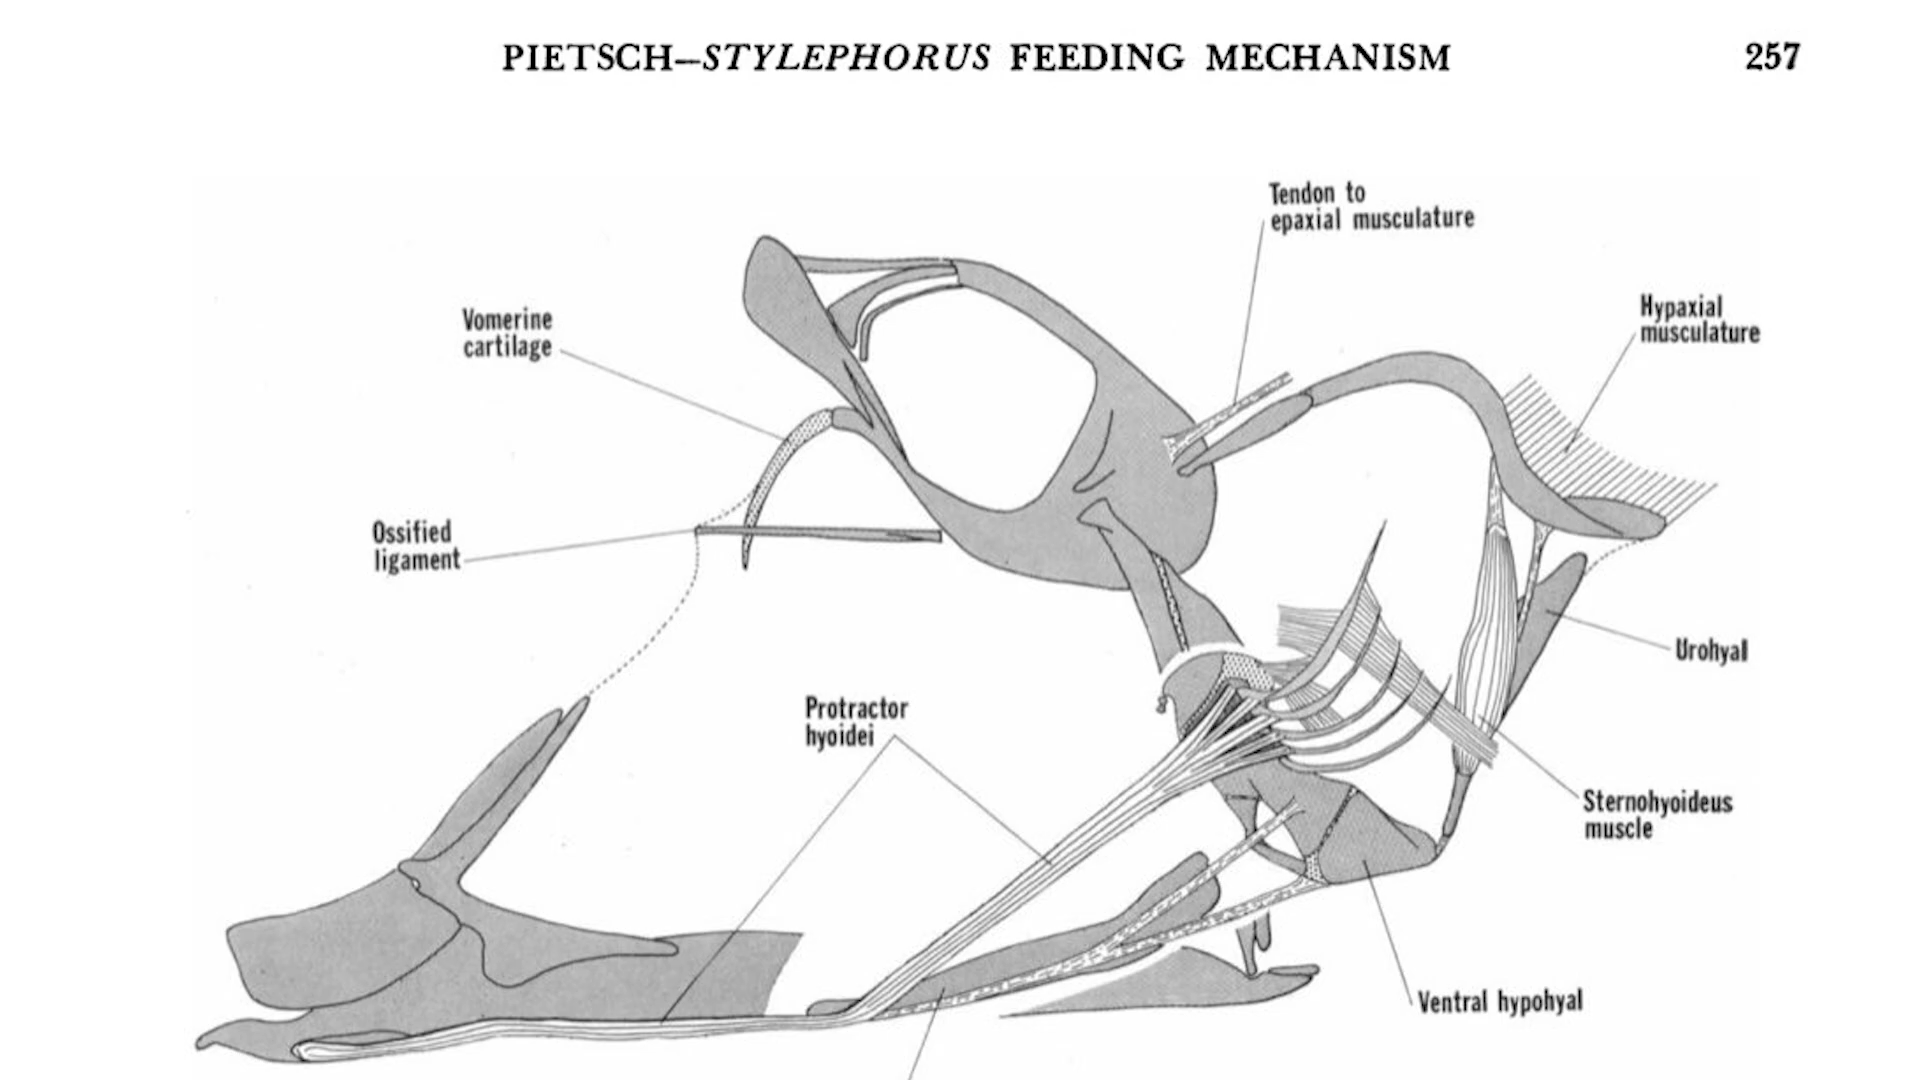 PIETSCH—STYLEPHORUS FEEDING MECHANISM 257
Tendon to
epaxial musculature
Hypaxial
musculature
Vomerine
cartilage
Ossified
ligament
Urohyal
Protractor
hyoidei
Sternohyoideus
muscle
Ventral hypohyal